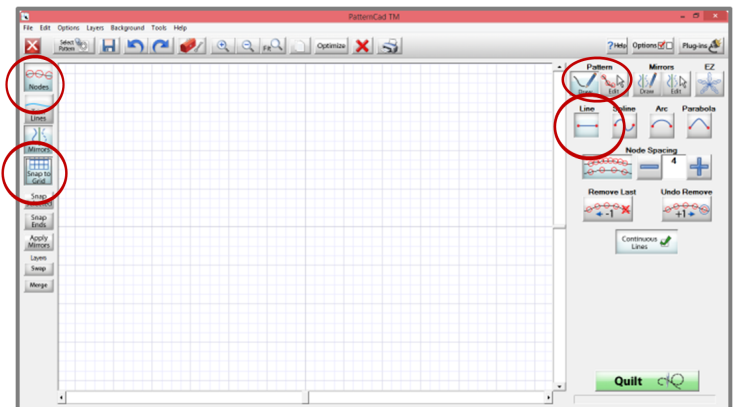 PatternCad TM
File Edit Options Layers Background Tools Help
Select Pattern
Fit
Optimize
?Help
Options
Plug-ins
Nodes
Lines
Mirrors
Snap to Grid
Snap
Snap Ends
Apply Mirrors
Layers
Swap
Merge
Pattern Mirrors EZ
Draw Edit Draw Edit
Line Spline Arc Parabola
Node Spacing
4
Remove Last Undo Remove
-1 +1
Continuous Lines
Quilt